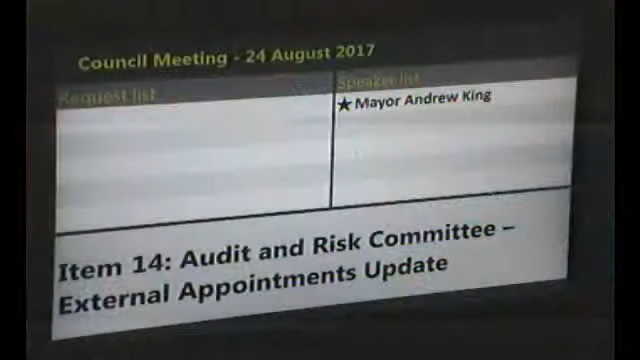 Council Meeting - 24 August 2017
Request list
Speaker list
★ Mayor Andrew King
Item 14: Audit and Risk Committee –
External Appointments Update